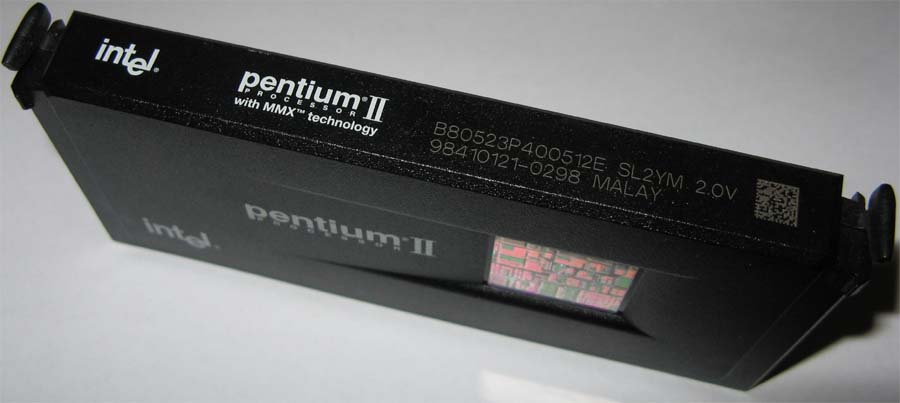 intel®
pentium® II
PROCESSOR
with MMX™ technology
B80523P400512E SL2YM 2.0V
98410121-0298 MALAY
intel®
pentium® II
PROCESSOR